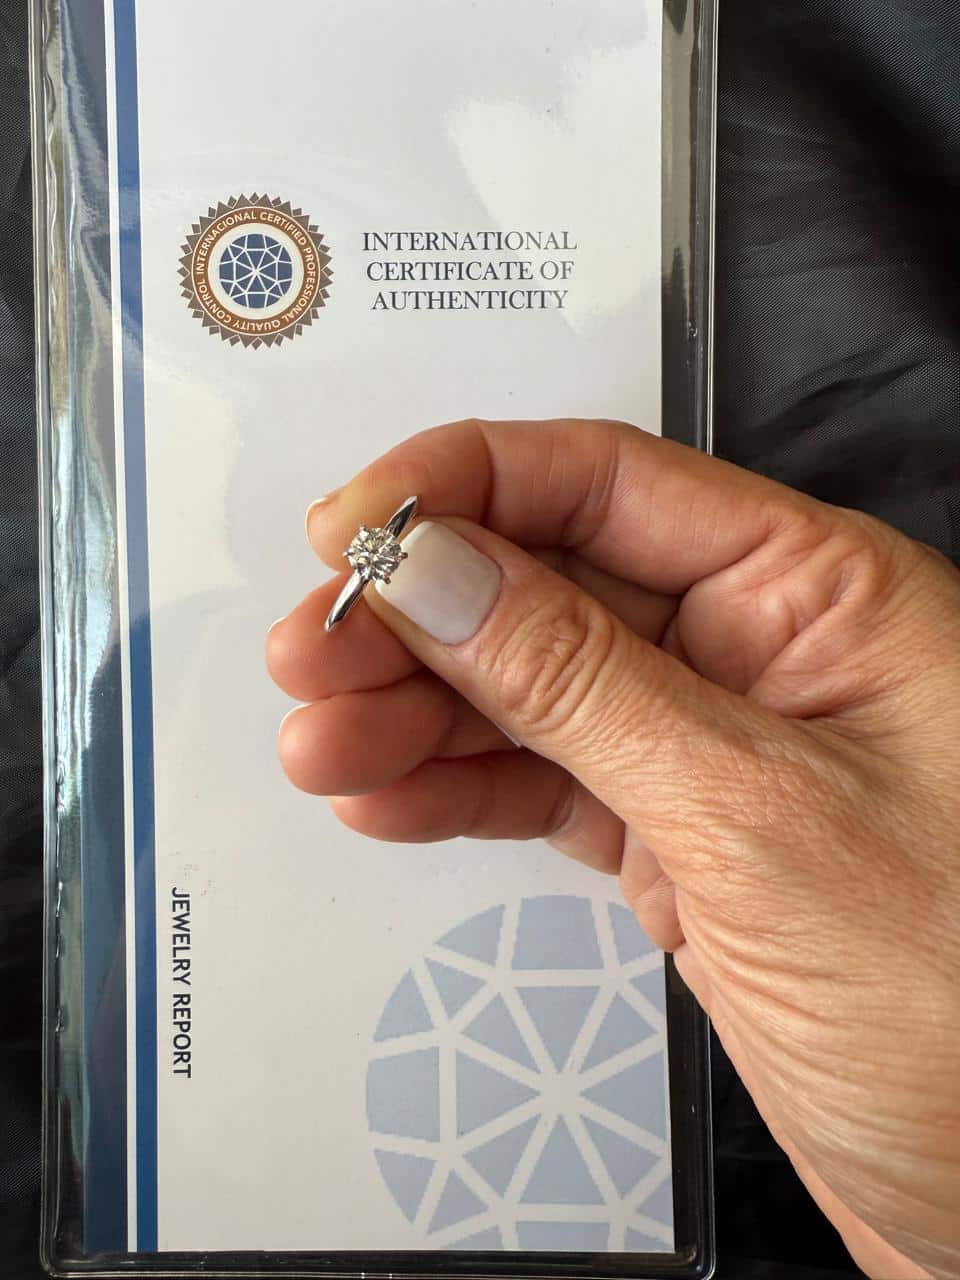 INTERNACIONAL CERTIFIED PROFESSIONAL QUALITY CONTROL
INTERNATIONAL
CERTIFICATE OF
AUTHENTICITY
JEWELRY REPORT